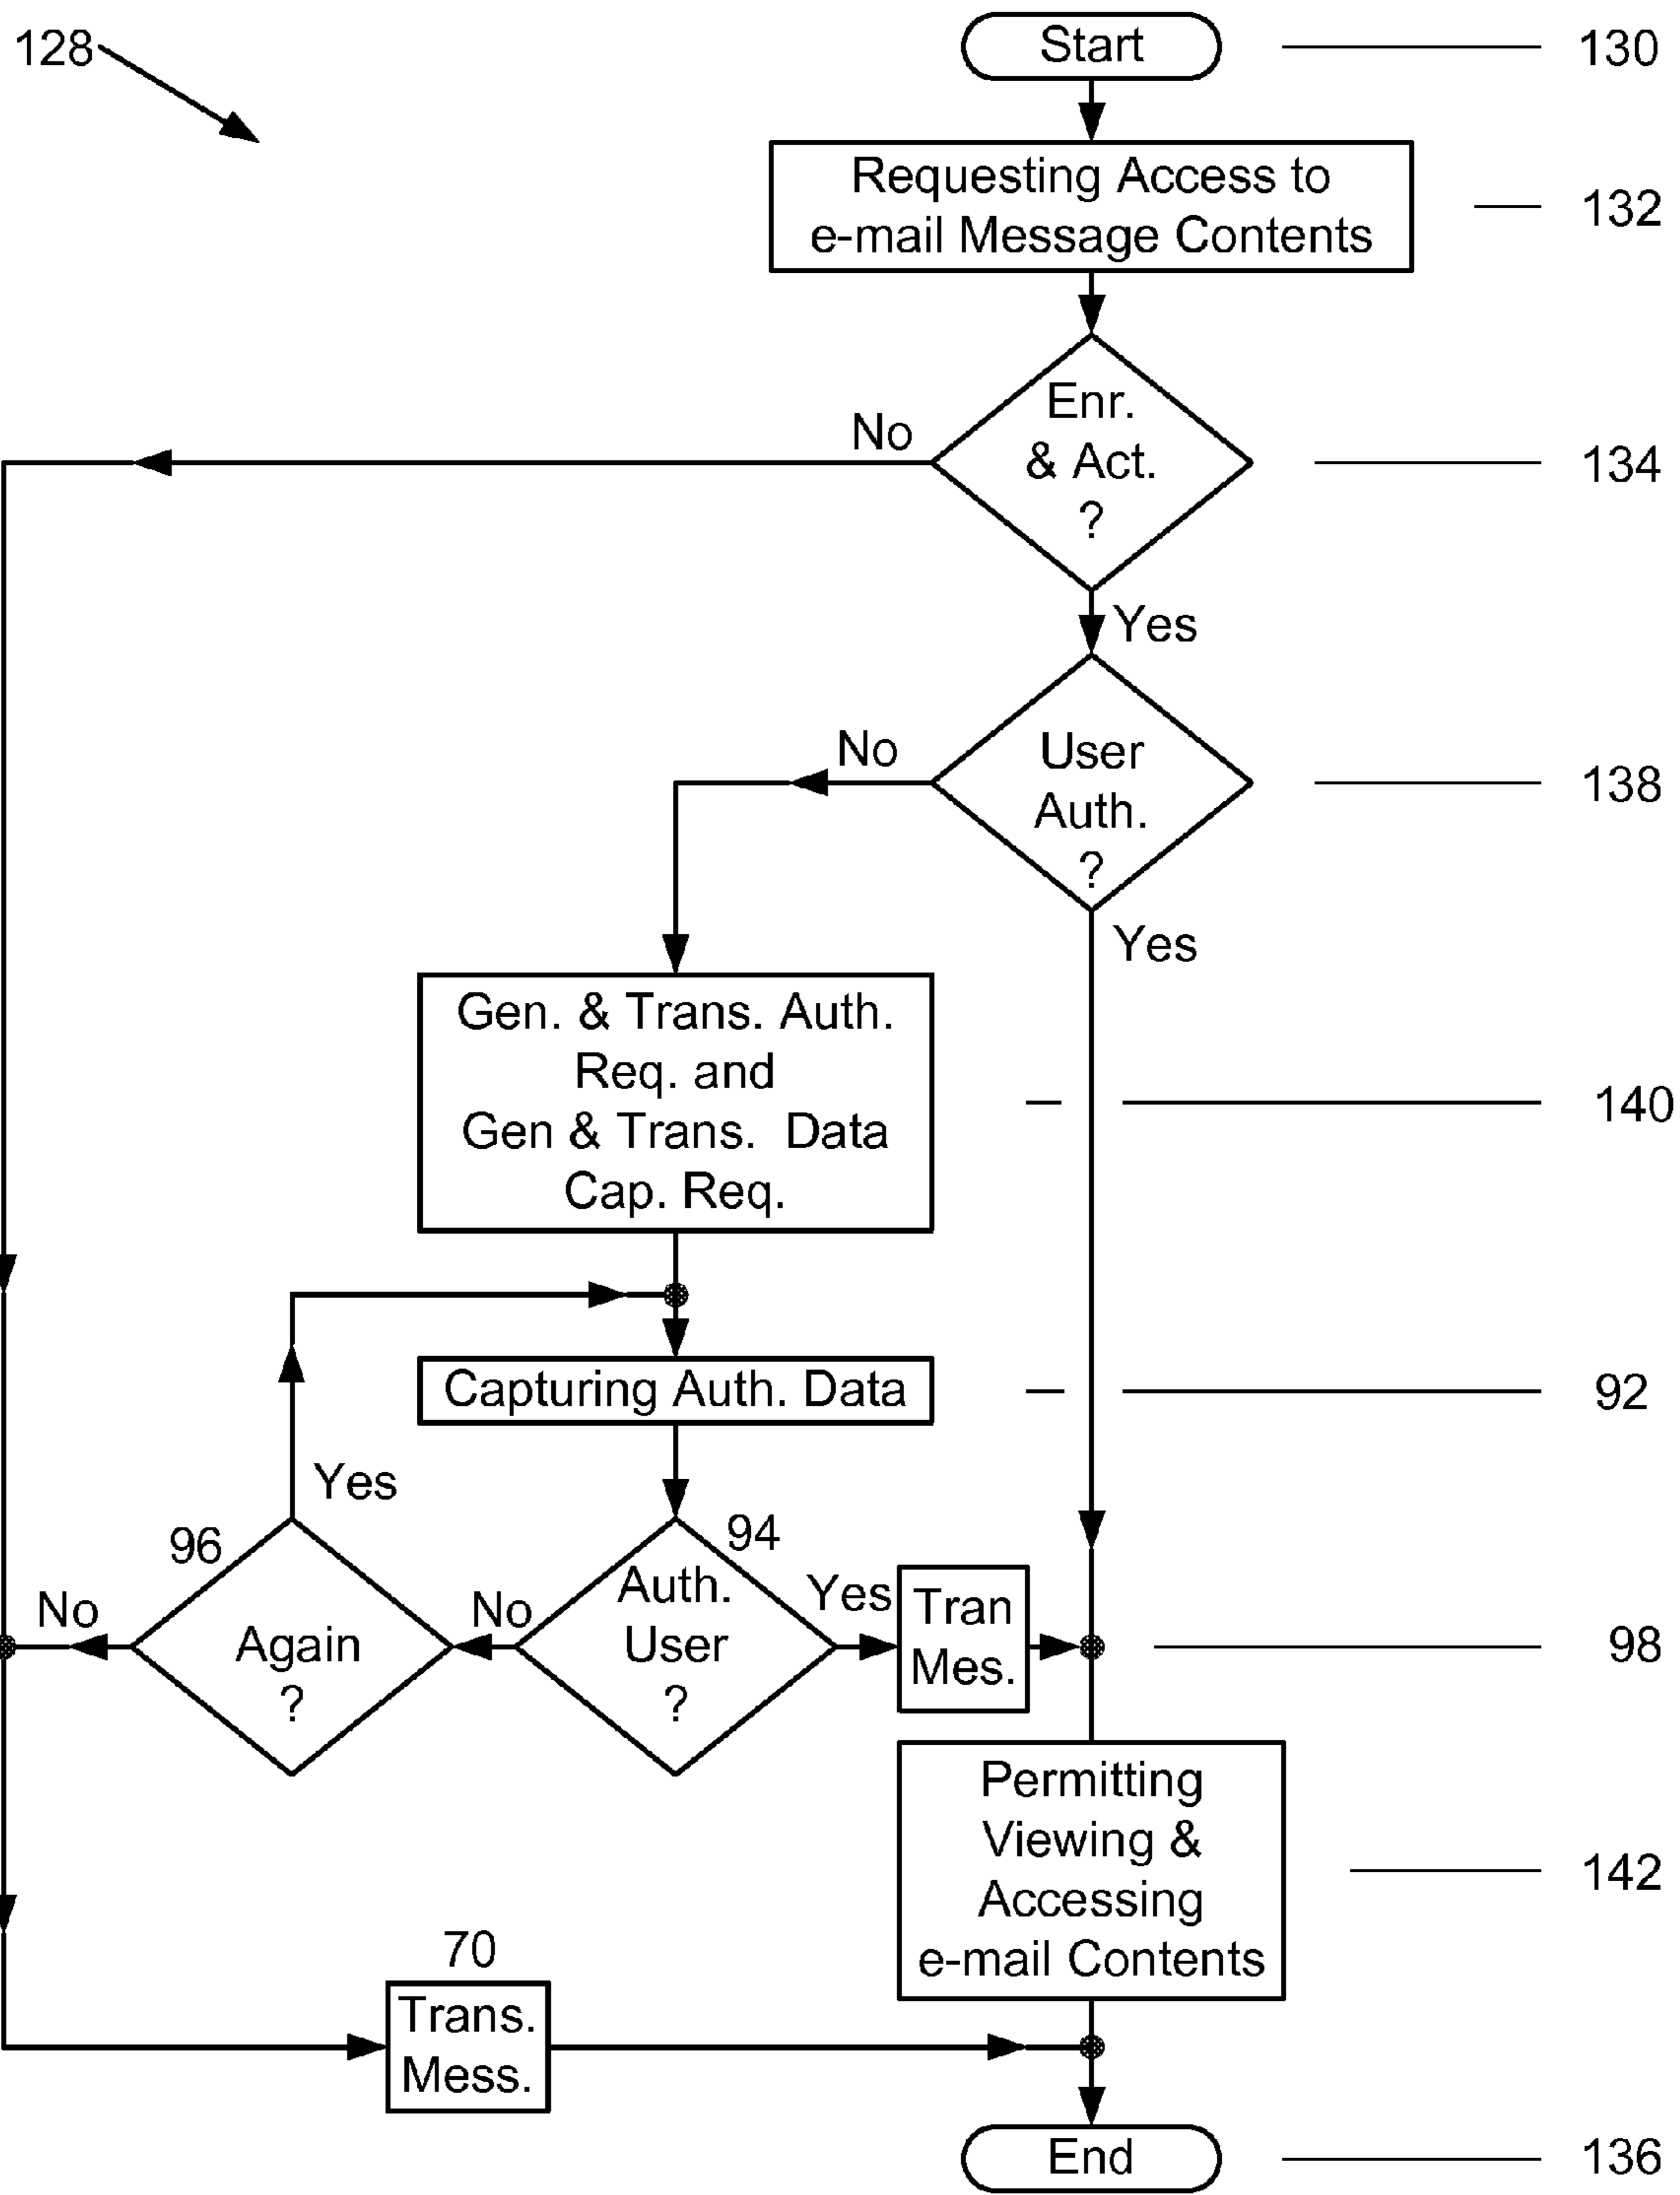 128
Start
130
Requesting Access to
e-mail Message Contents
132
Enr.
& Act.
?
134
No
Yes
User
Auth.
?
138
No
Yes
Gen. & Trans. Auth.
Req. and
Gen & Trans. Data
Cap. Req.
140
Capturing Auth. Data
92
Yes
96
94
No
Again
?
No
Auth.
User
?
Yes
Tran
Mes.
98
Permitting
Viewing &
Accessing
e-mail Contents
142
70
Trans.
Mess.
End
136